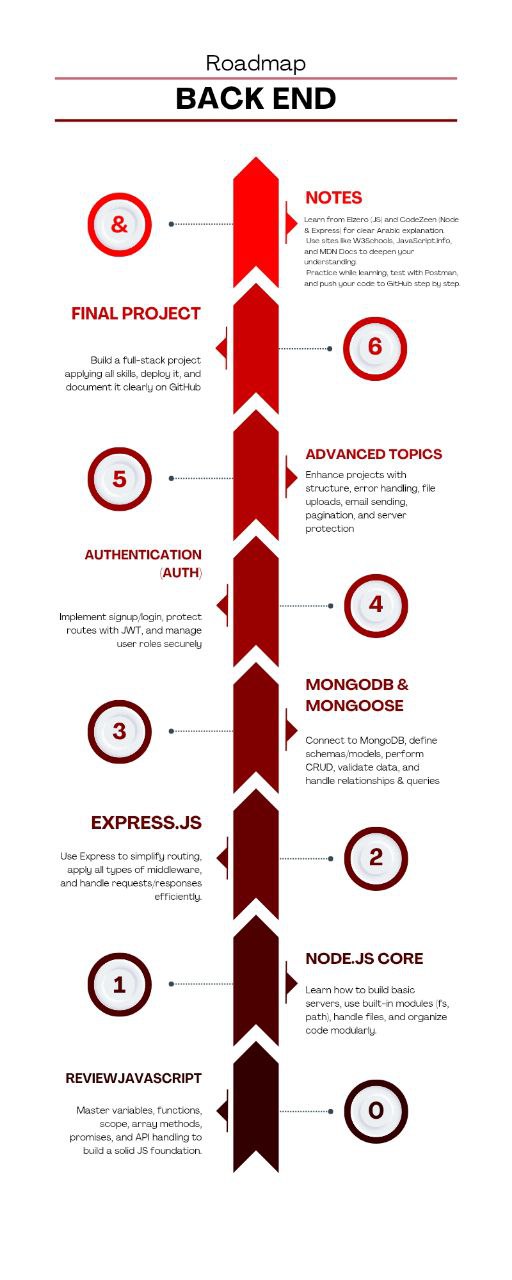 Roadmap
BACK END
&
NOTES
Learn from Elzero (JS) and CodeZeen (Node
& Express) for clear Arabic explanation.
Use sites like W3Schools, JavaScript.info,
and MDN Docs to deepen your
understanding.
Practice while learning, test with Postman,
and push your code to GitHub step by step.
FINAL PROJECT
Build a full-stack project
applying all skills, deploy it, and
document it clearly on GitHub
6
5
ADVANCED TOPICS
Enhance projects with
structure, error handling, file
uploads, email sending,
pagination, and server
protection
AUTHENTICATION
(AUTH)
Implement signup/login, protect
routes with JWT, and manage
user roles securely
4
3
MONGODB &
MONGOOSE
Connect to MongoDB, define
schemas/models, perform
CRUD, validate data, and
handle relationships & queries
EXPRESS.JS
Use Express to simplify routing,
apply all types of middleware,
and handle requests/responses
efficiently.
2
1
NODE.JS CORE
Learn how to build basic
servers, use built-in modules (fs,
path), handle files, and organize
code modularly.
REVIEWJAVASCRIPT
Master variables, functions,
scope, array methods,
promises, and API handling to
build a solid JS foundation.
0